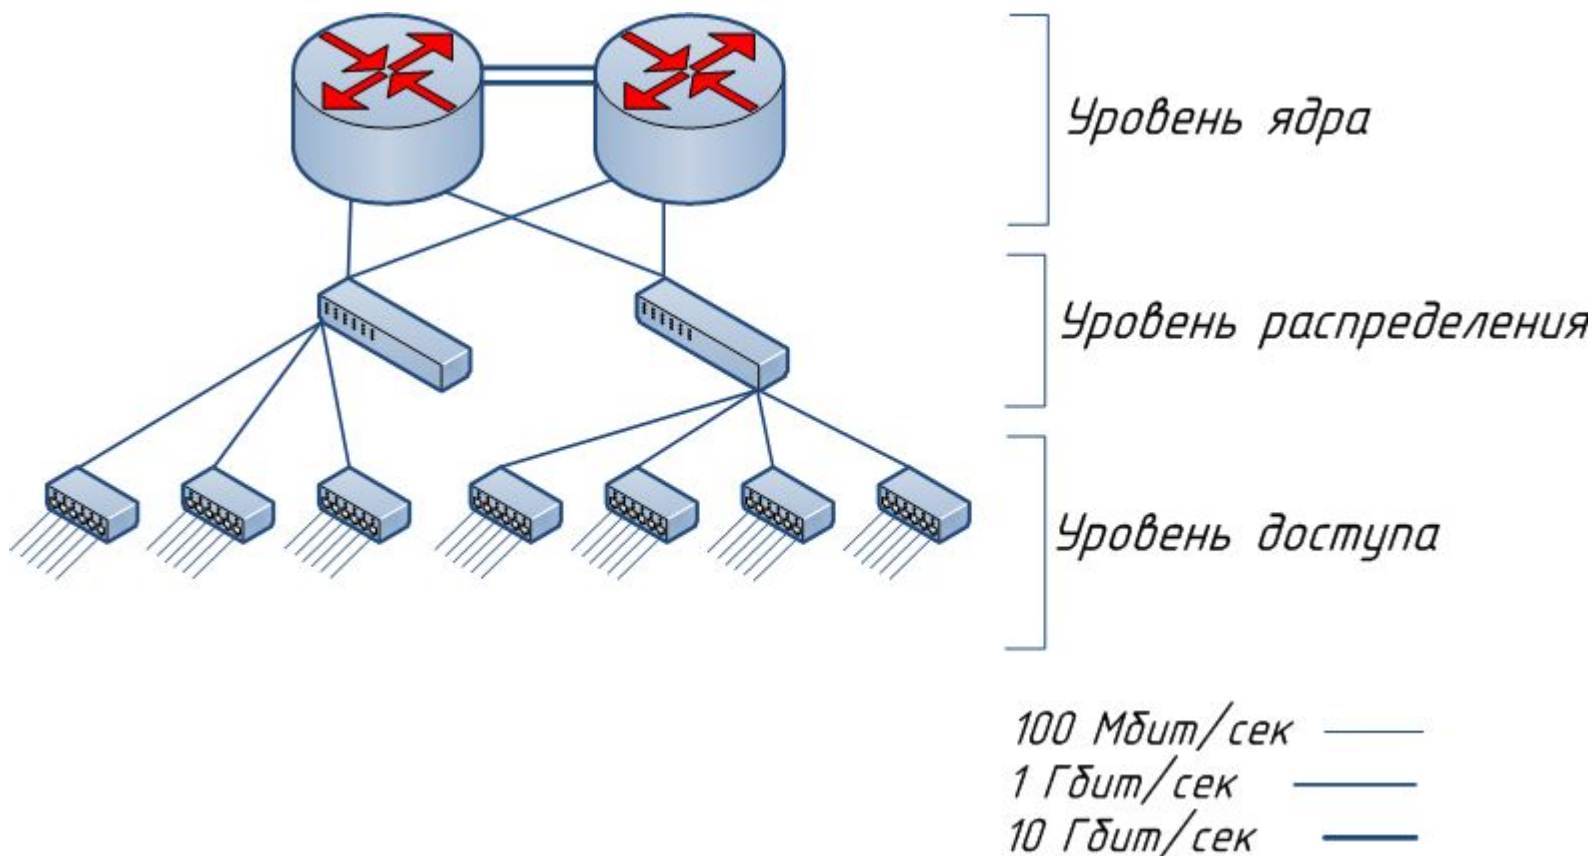 Уровень ядра
Уровень распределения
Уровень доступа
100 Мбит/сек
1 Гбит/сек
10 Гбит/сек